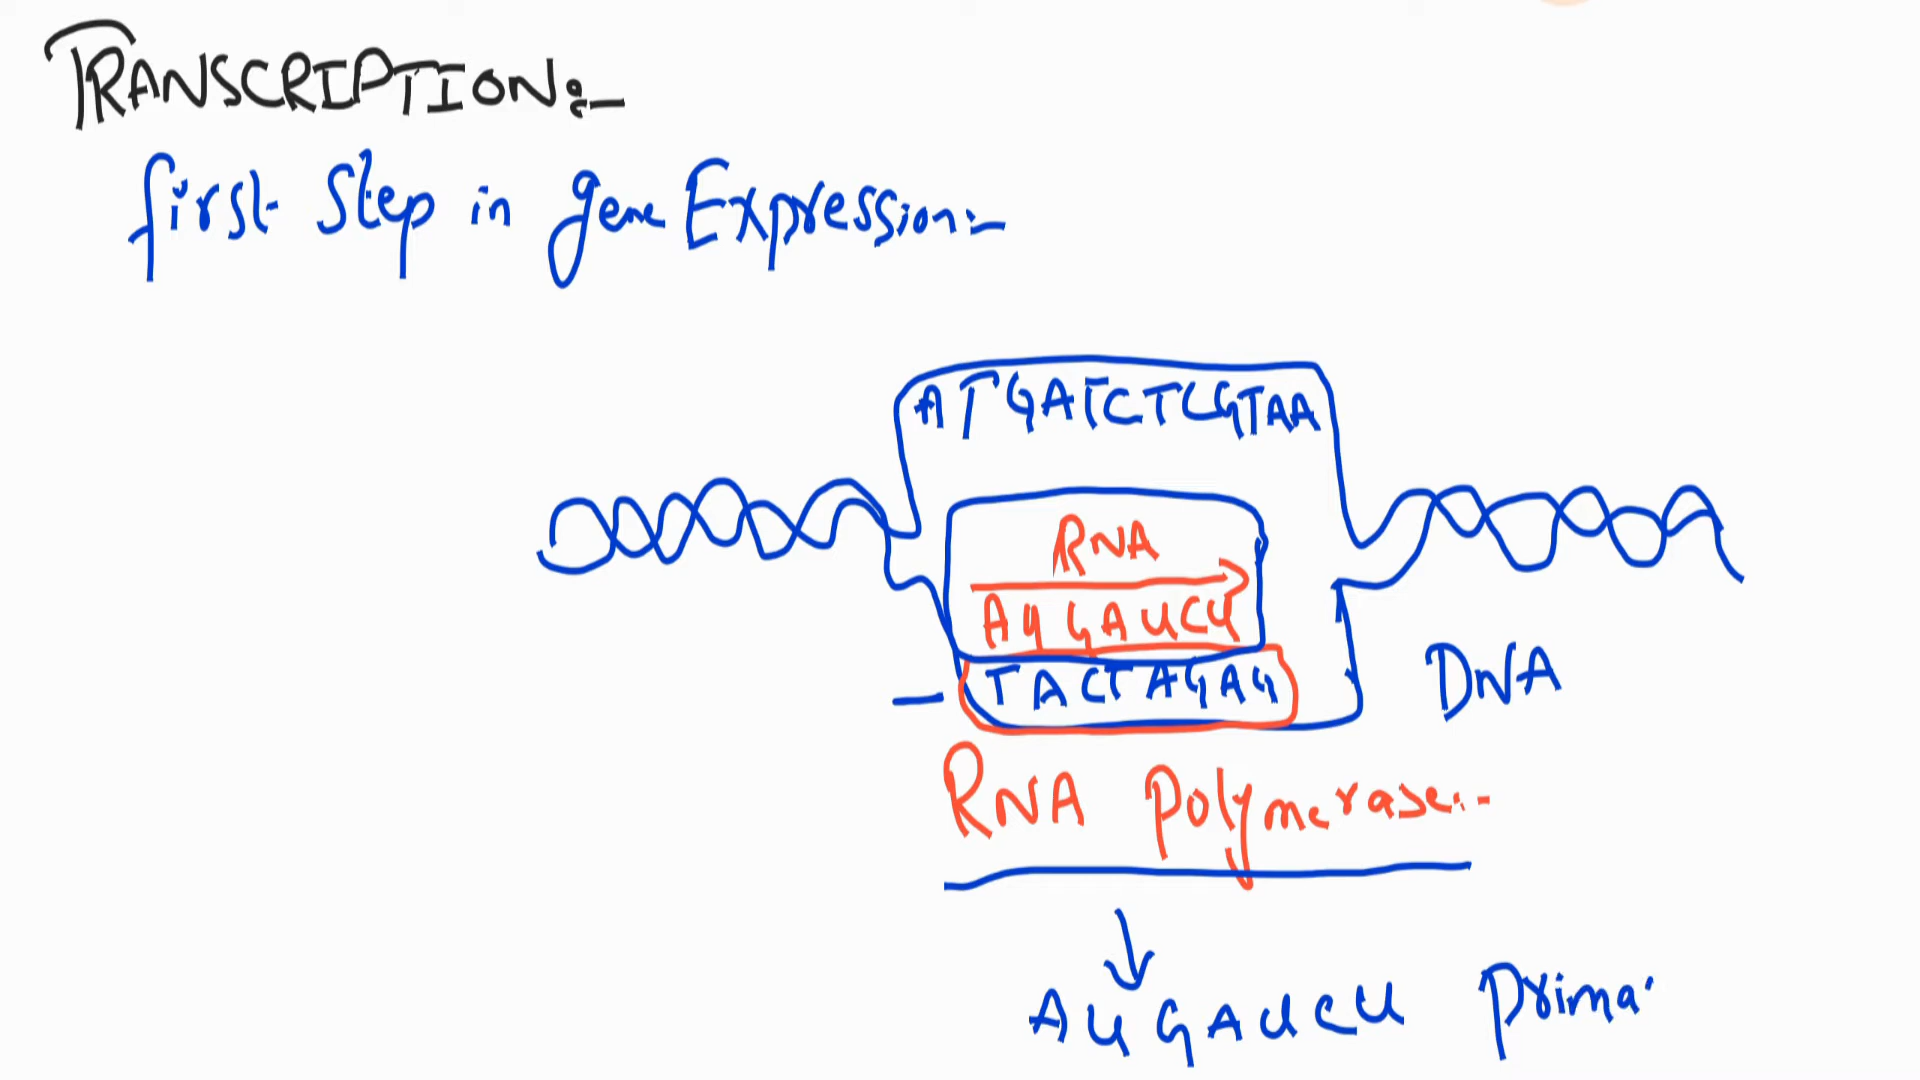 TRANSCRIPTION:-
first Step in gene Expression:-
ATGATCTCGTAA
RNA
AUGAUCU
TACTAGAG
DNA
RNA Polymerase:-
AUGAUCU Prima